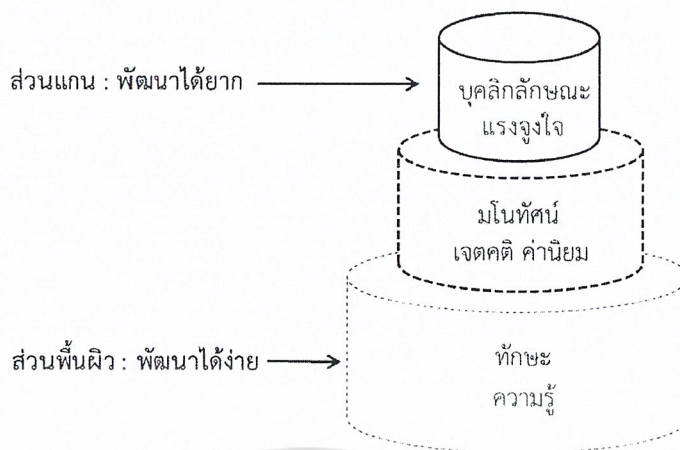 ส่วนแกน : พัฒนาได้ยาก
บุคลิกลักษณะ
แรงจูงใจ
มโนทัศน์
เจตคติ ค่านิยม
ส่วนพื้นผิว : พัฒนาได้ง่าย
ทักษะ
ความรู้